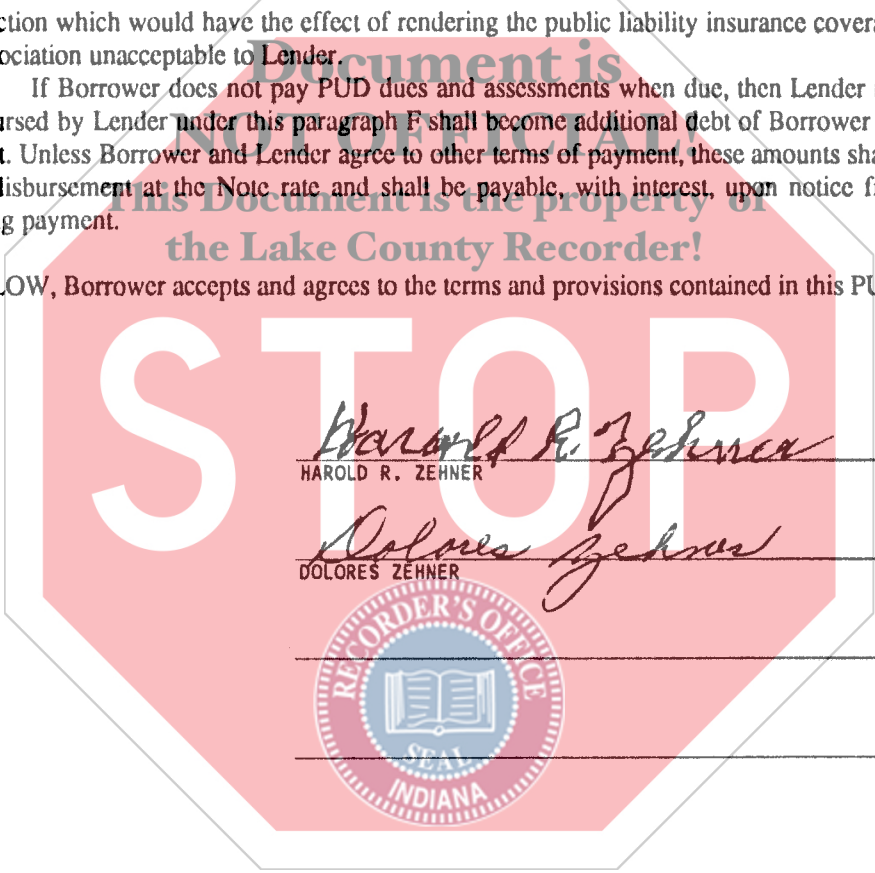 ction which would have the effect of rendering the public liability insurance cover
ociation unacceptable to Lender.
Document is
If Borrower does not pay PUD dues and assessments when due, then Lender
ursed by Lender under this paragraph F shall become additional debt of Borrower
NOT OFFICIAL!
t. Unless Borrower and Lender agree to other terms of payment, these amounts sha
lisbursement at the Note rate and shall be payable, with interest, upon notice f
This Document is the property of
g payment.
the Lake County Recorder!
LOW, Borrower accepts and agrees to the terms and provisions contained in this PU
STOP
Harold R. Zehner
HAROLD R. ZEHNER
Dolores Zehner
DOLORES ZEHNER
RECORDER'S OFFICE
SEAL
INDIANA